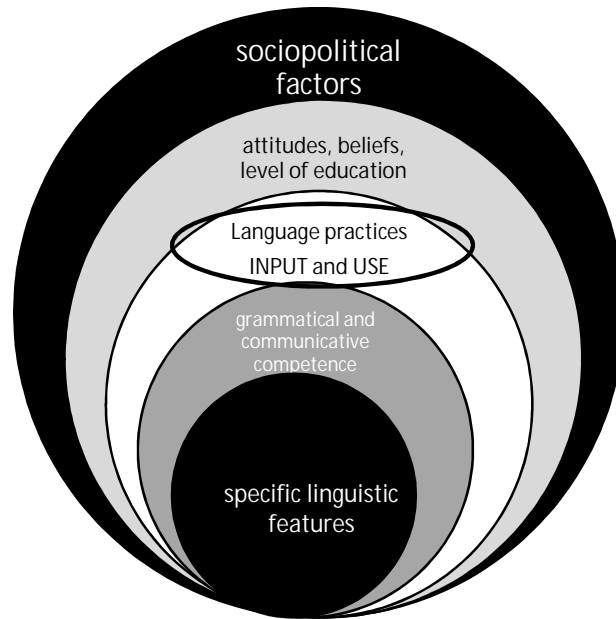 sociopolitical
factors
attitudes, beliefs,
level of education
Language practices
INPUT and USE
grammatical and
communicative
competence
specific linguistic
features